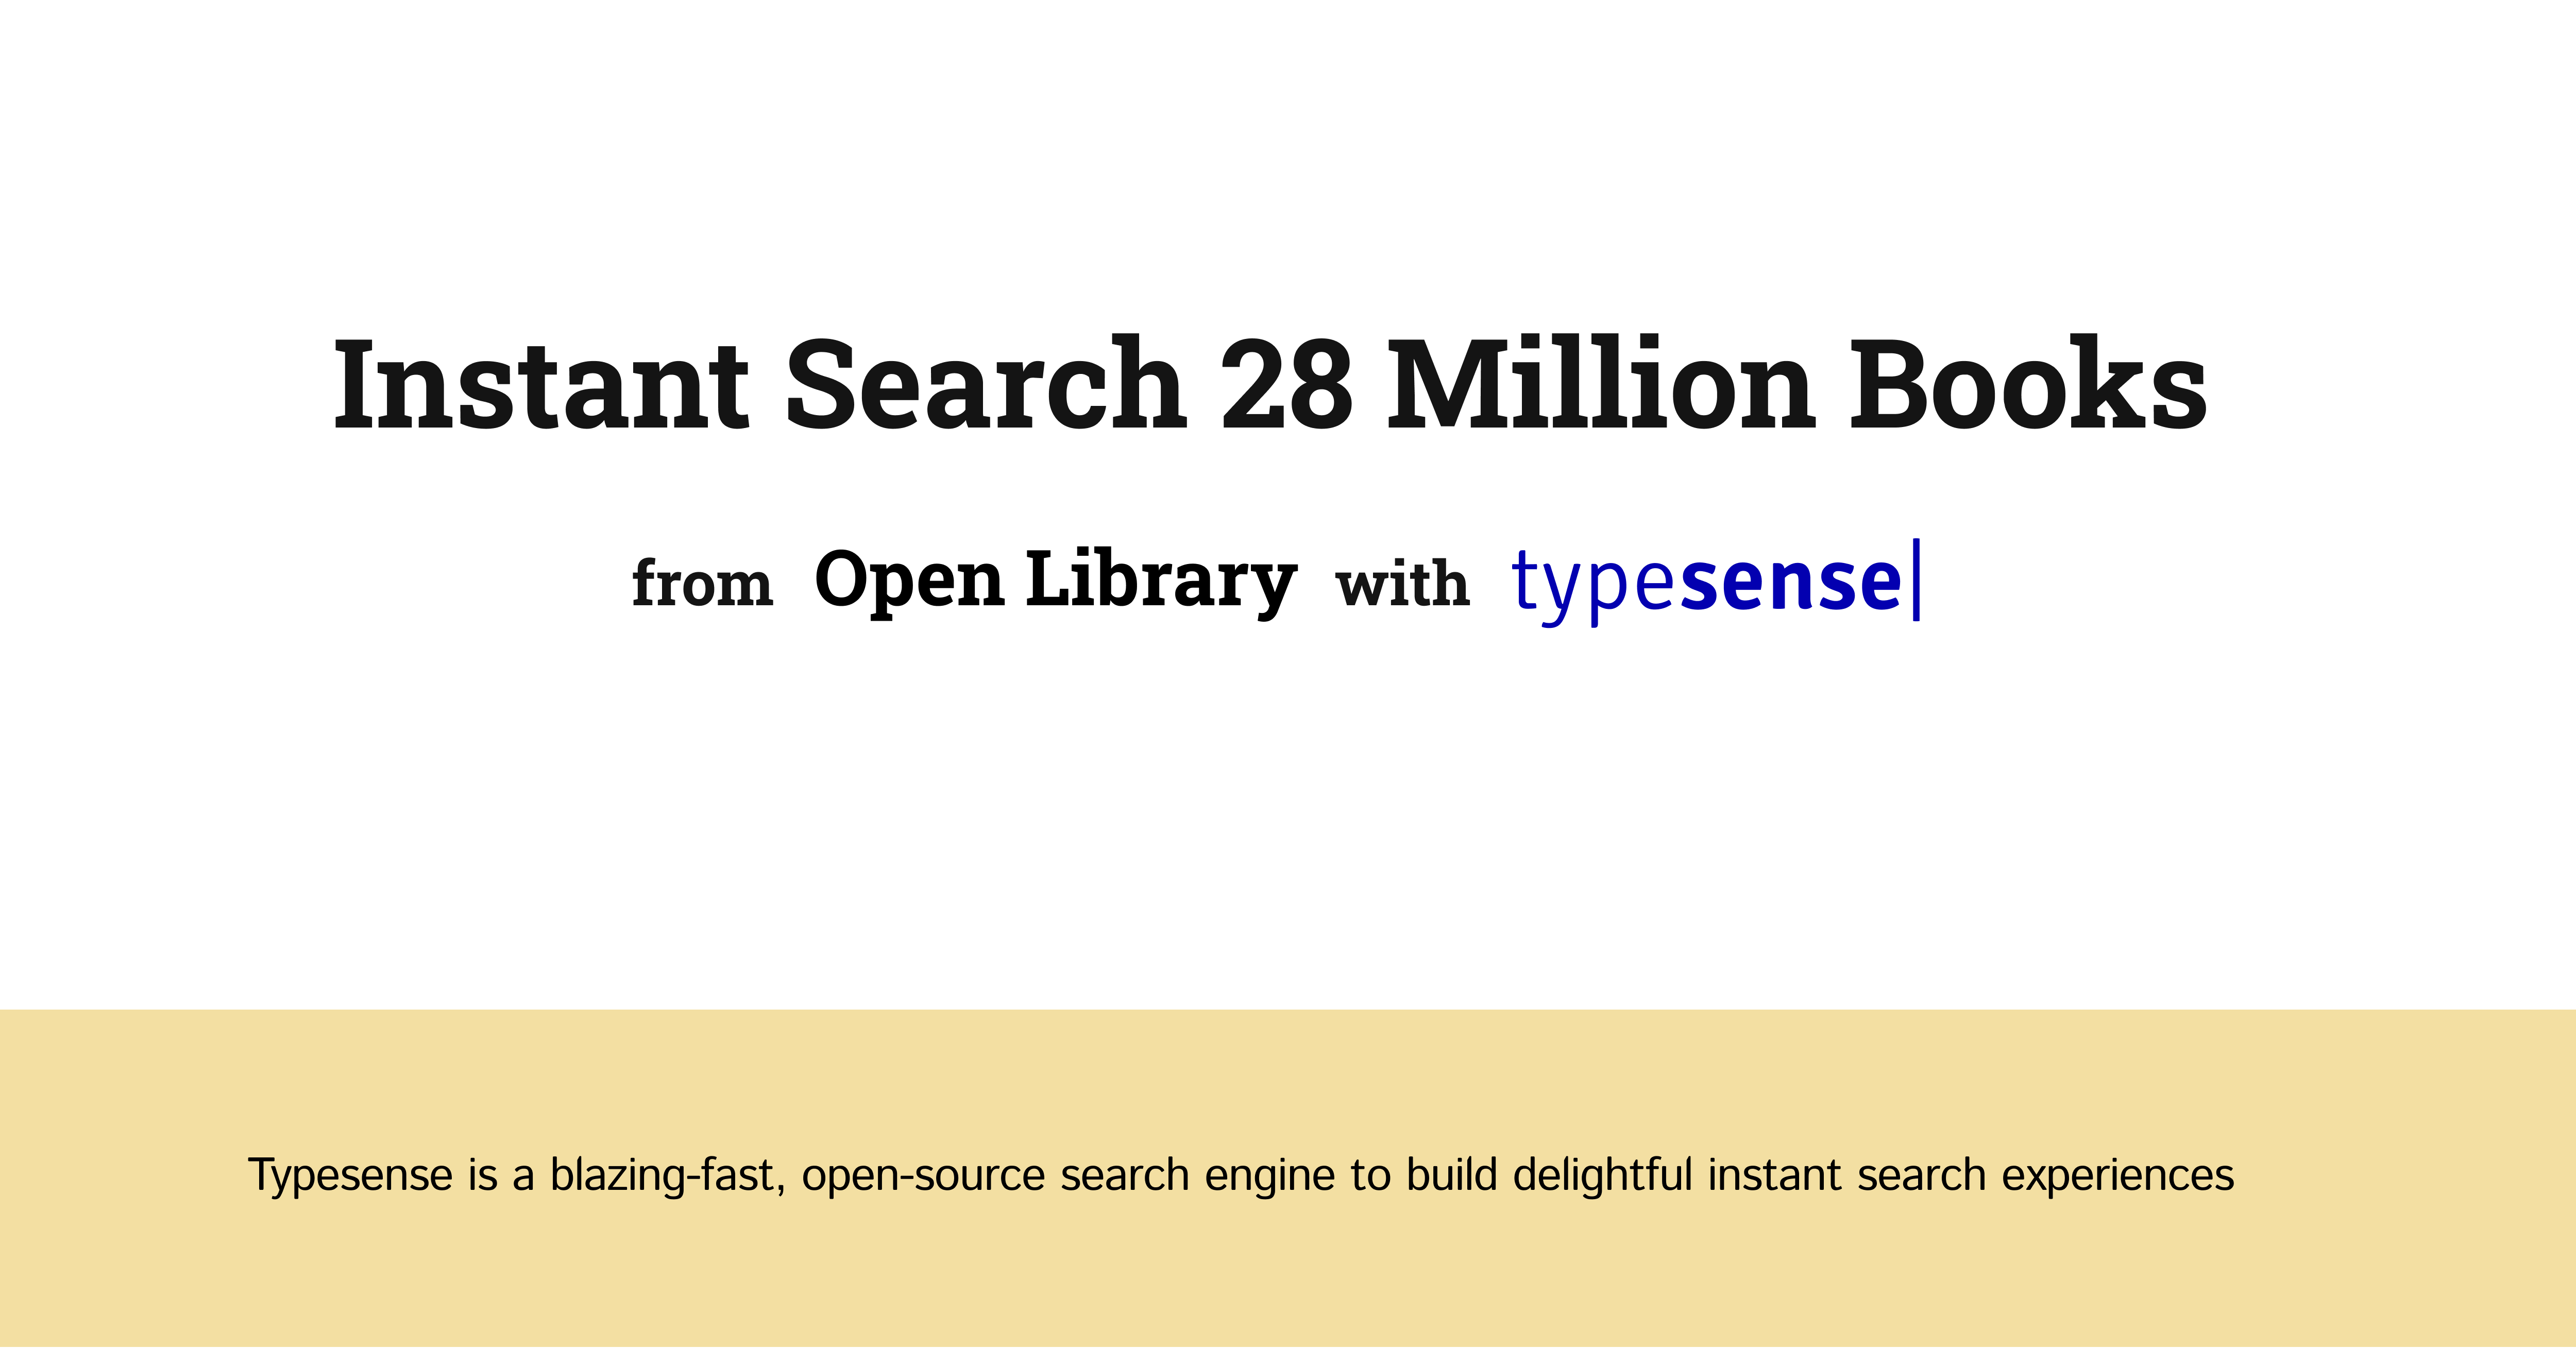 Instant Search 28 Million Books
from Open Library with typesense|
Typesense is a blazing-fast, open-source search engine to build delightful instant search experiences